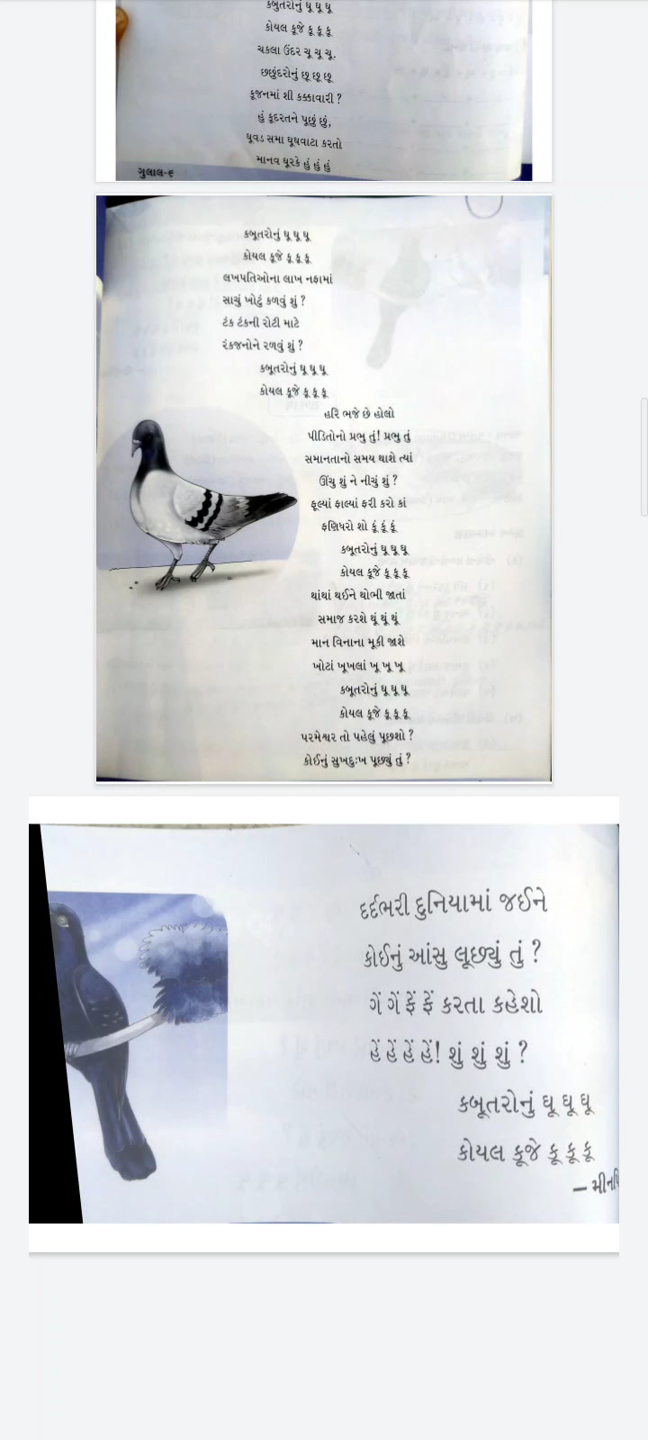 કબુતરોનું ઘૂ ઘૂ ઘૂ
કોયલ કૂજે કૂ કૂ કૂ
ચકલા ઉંદર ચૂ ચૂ ચૂ.
છછુંદરોનું છૂ છૂ છૂ
કૂજનમાં શી કક્કાવારી ?
હું કૂદરતને પૂછું છું,
ઘૂવડ સમા ઘૂઘવાટા કરતો
માનવ ઘૂરકે હું હું હું
ગુલાલ-૯
કબૂતરોનું ઘૂ ઘૂ ઘૂ
કોયલ કૂજે કૂ કૂ કૂ
લખપતિઓના લાખ નફામાં
સાચું ખોટું કળવું શું ?
ટંક ટંકની રોટી માટે
રંકજનોને રળવું શું ?
કબૂતરોનું ઘૂ ઘૂ ઘૂ
કોયલ કૂજે કૂ કૂ કૂ
હરિ ભજે છે હોલો
પીડિતોનો પ્રભુ તું! પ્રભુ તું
સમાનતાનો સમય થાશે ત્યાં
ઊંચુ શું ને નીચું શું ?
ફૂલ્યાં ફાલ્યાં ફરી કરો કાં
ફણિધરો શો ફૂં ફૂં ફૂં
કબૂતરોનું ઘૂ ઘૂ ઘૂ
કોયલ કૂજે કૂ કૂ કૂ
થાંથાં થઈને થોભી જાતાં
સમાજ કરશે થૂં થૂં થૂં
માન વિનાના મૂકી જાશે
ખોટાં ખૂખલાં ખૂ ખૂ ખૂ
કબૂતરોનું ઘૂ ઘૂ ઘૂ
કોયલ કૂજે કૂ કૂ કૂ
પરમેશ્વર તો પહેલું પૂછશો ?
કોઈનું સુખદુઃખ પૂછ્યું તું ?
દર્દભરી દુનિયામાં જઈને
કોઈનું આંસુ લૂછ્યું તું ?
ગેં ગેં ફેં ફેં કરતા કહેશો
હેં હેં હેં હેં! શું શું શું ?
કબૂતરોનું ઘૂ ઘૂ ઘૂ
કોયલ કૂજે કૂ કૂ કૂ